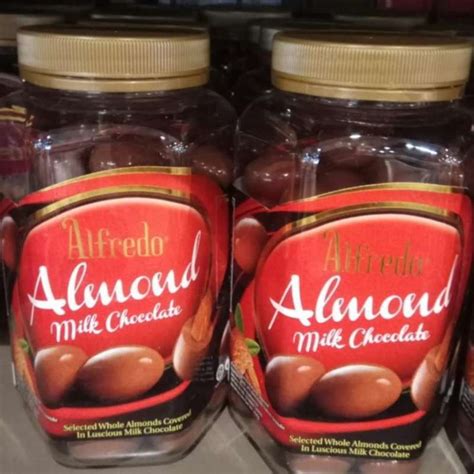 Alfredo
Almond
Milk Chocolate
Selected Whole Almonds Covered
In Luscious Milk Chocolate
Alfredo
Almond
Milk Chocolate
Selected Whole Almonds Covered
In Luscious Milk Chocolate